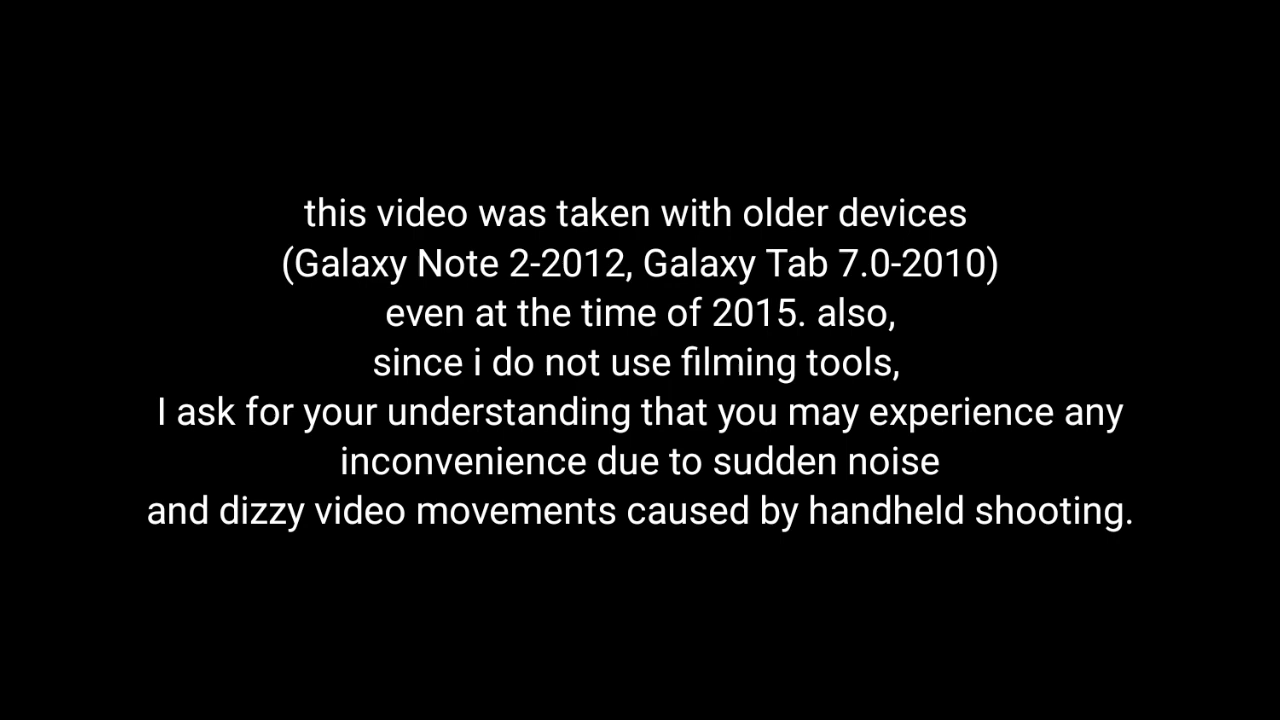 this video was taken with older devices
(Galaxy Note 2-2012, Galaxy Tab 7.0-2010)
even at the time of 2015. also,
since i do not use filming tools,
I ask for your understanding that you may experience any
inconvenience due to sudden noise
and dizzy video movements caused by handheld shooting.